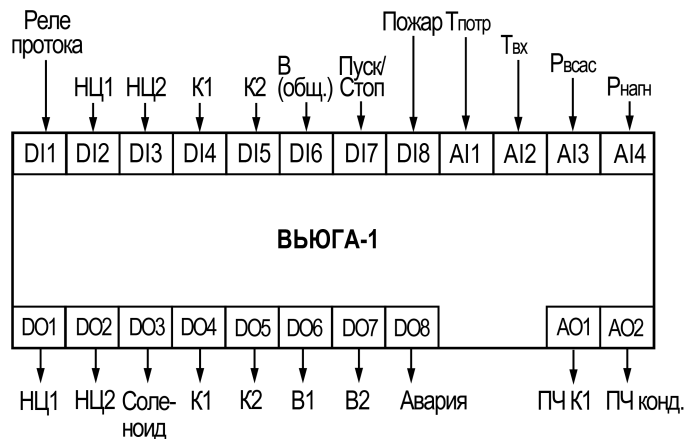 Реле
протока
НЦ1
НЦ2
К1
К2
В
(общ.)
Пуск/
Стоп
Пожар
Тпотр
Твх
Рвсас
Рнагн
DI1 DI2 DI3 DI4 DI5 DI6 DI7 DI8 AI1 AI2 AI3 AI4
ВЬЮГА-1
DO1 DO2 DO3 DO4 DO5 DO6 DO7 DO8 AO1 AO2
НЦ1
НЦ2
Соле-
ноид
К1
К2
В1
В2
Авария
ПЧ К1
ПЧ конд.